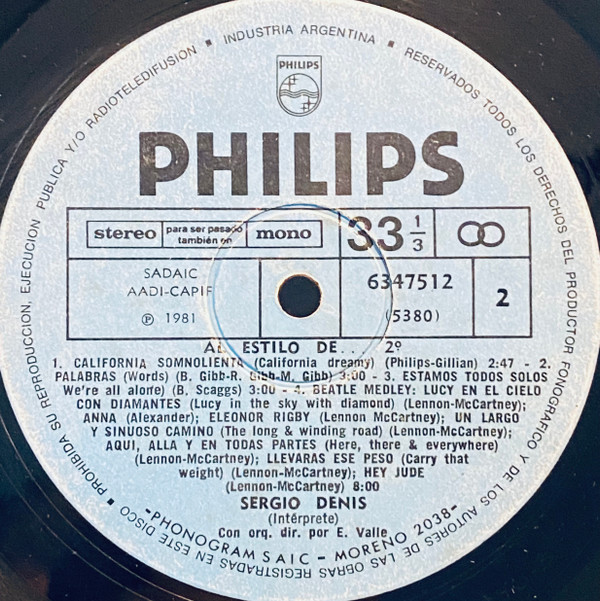 INDUSTRIA ARGENTINA ▪ RESERVADOS TODOS LOS DERECHOS DEL PRODUCTOR FONOGRAFICO Y DE LOS AUTORES DE LAS OBRAS REGISTRADAS EN ESTE DISCO ▪ PROHIBIDA SU REPRODUCCION, EJECUCION PUBLICA Y/O RADIOTELEDIFUSION ▪
PHILIPS
PHILIPS
stereo para ser pasado también en mono
33 1/3
SADAIC
AADI-CAPIF
℗ 1981
6347512
(5380)
2
AL ESTILO DE... 2º
1. CALIFORNIA SOMNOLIENTA (California dreamy) (Philips-Gillian) 2:47 - 2.
PALABRAS (Words) (B. Gibb-R. Gibb-M. Gibb) 3:00 - 3. ESTAMOS TODOS SOLOS
We're all alone) (B. Scaggs) 3:00 - 4. BEATLE MEDLEY: LUCY EN EL CIELO
CON DIAMANTES (Lucy in the sky with diamond) (Lennon-McCartney);
ANNA (Alexander); ELEONOR RIGBY (Lennon McCartney); UN LARGO
Y SINUOSO CAMINO (The long & winding road) (Lennon-McCartney);
AQUI, ALLA Y EN TODAS PARTES (Here, there & everywhere)
(Lennon-McCartney); LLEVARAS ESE PESO (Carry that
weight) (Lennon-McCartney); HEY JUDE
(Lennon-McCartney) 8:00
SERGIO DENIS
(Intérprete)
Con orq. dir. por E. Valle
-PHONOGRAM SAIC - MORENO 2038-